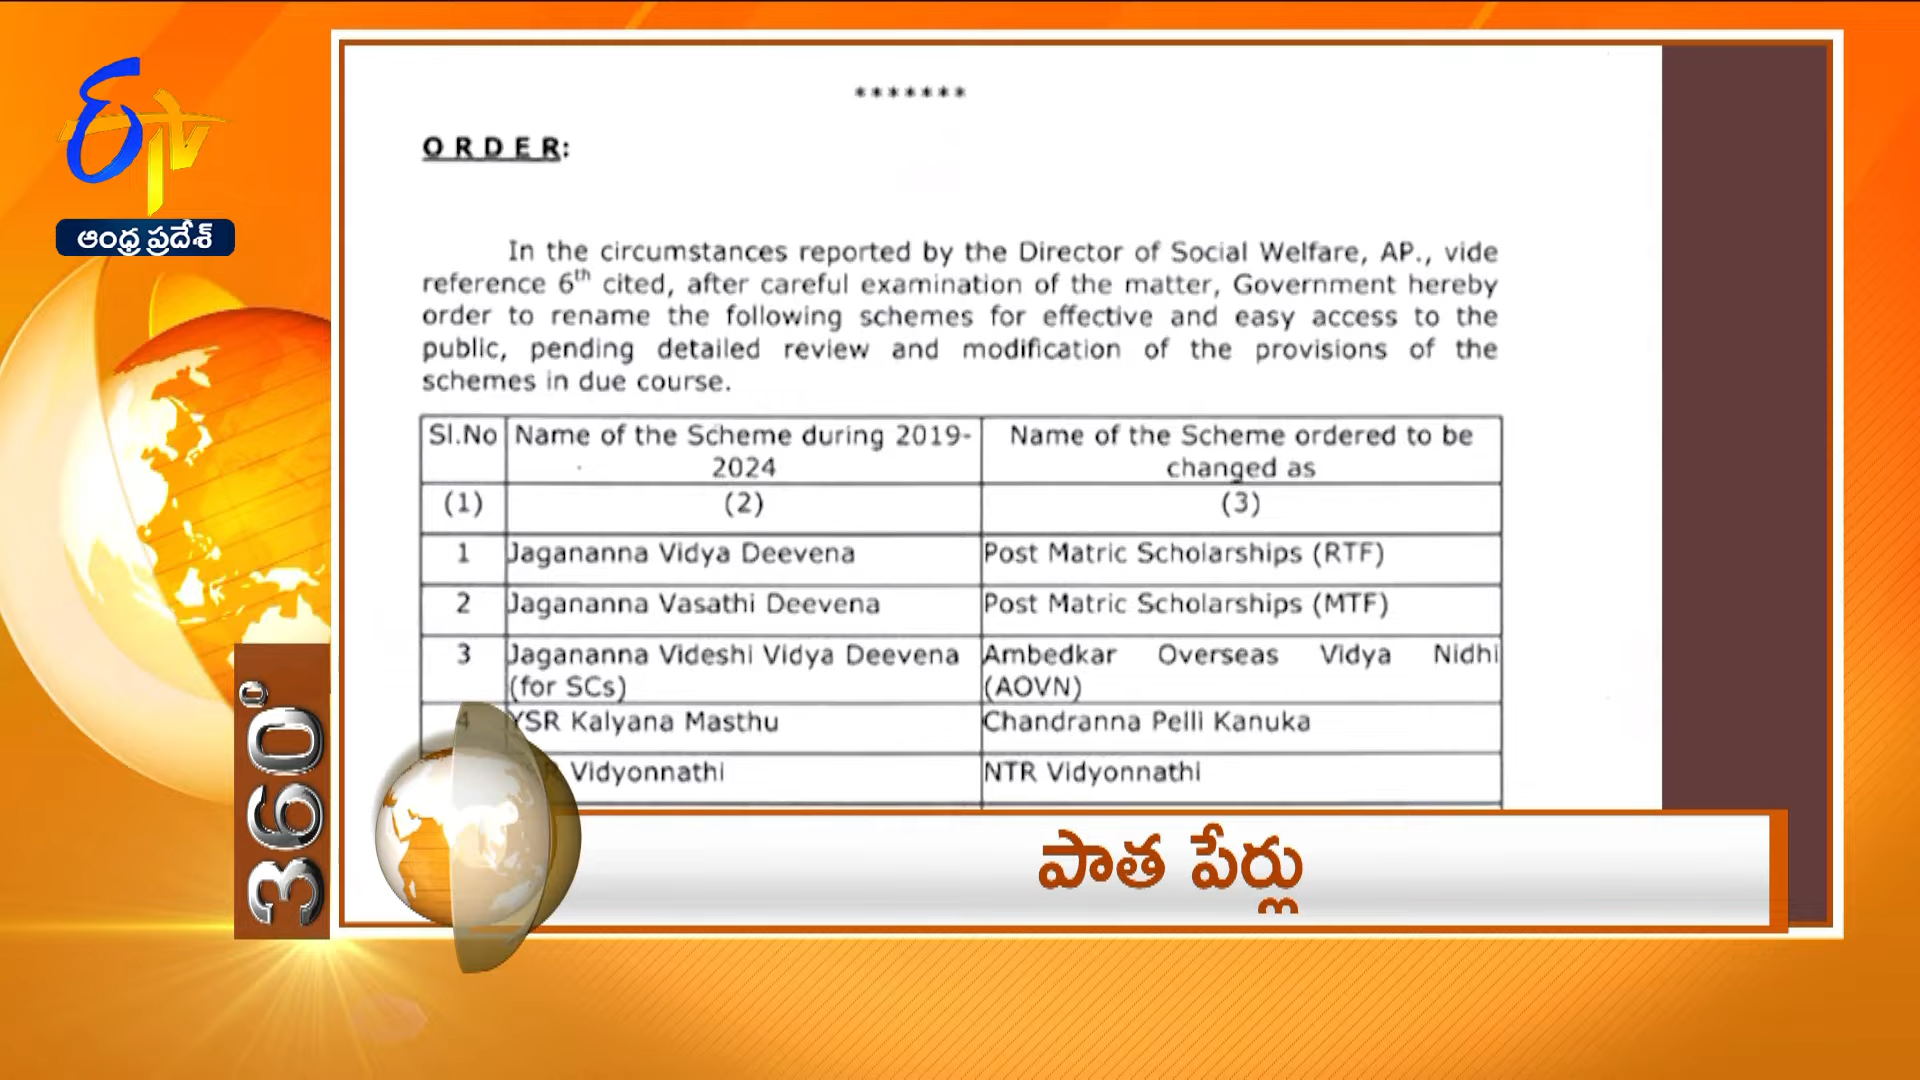 ETV
ఆంధ్ర ప్రదేశ్
360°
*******
ORDER:
In the circumstances reported by the Director of Social Welfare, AP., vide
reference 6th cited, after careful examination of the matter, Government hereby
order to rename the following schemes for effective and easy access to the
public, pending detailed review and modification of the provisions of the
schemes in due course.
Sl.No Name of the Scheme during 2019-2024 Name of the Scheme ordered to be changed as
(1) (2) (3)
1 Jagananna Vidya Deevena Post Matric Scholarships (RTF)
2 Jagananna Vasathi Deevena Post Matric Scholarships (MTF)
3 Jagananna Videshi Vidya Deevena (for SCs) Ambedkar Overseas Vidya Nidhi (AOVN)
4 YSR Kalyana Masthu Chandranna Pelli Kanuka
Vidyonnathi NTR Vidyonnathi
పాత పేర్లు